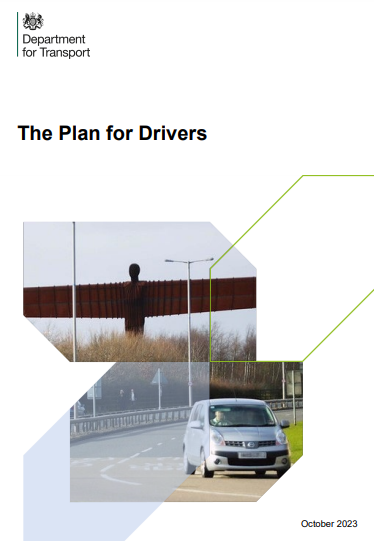 Department
for Transport
The Plan for Drivers
October 2023